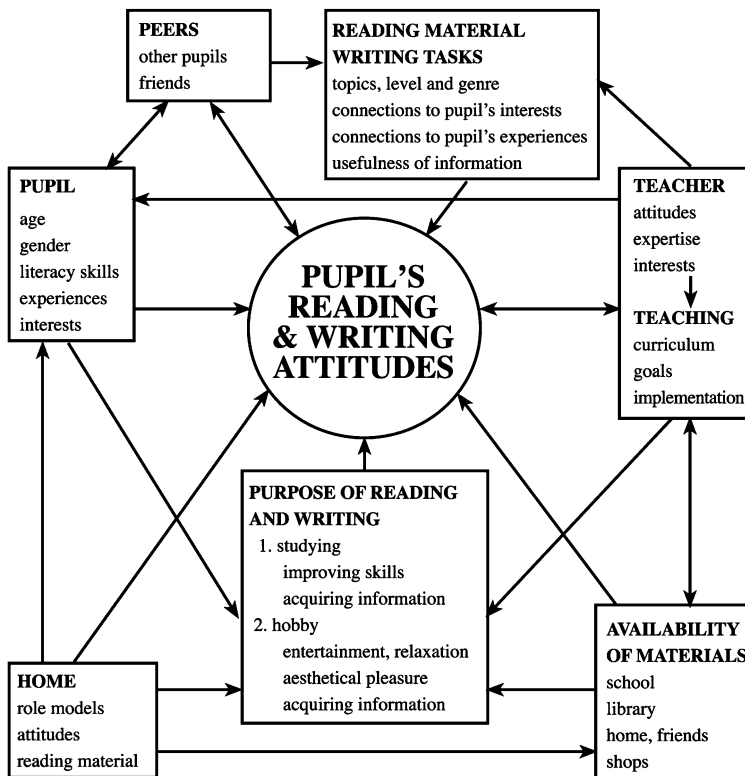 PEERS
other pupils
friends
READING MATERIAL
WRITING TASKS
topics, level and genre
connections to pupil's interests
connections to pupil's experiences
usefulness of information
PUPIL
age
gender
literacy skills
experiences
interests
TEACHER
attitudes
expertise
interests
TEACHING
curriculum
goals
implementation
PUPIL'S
READING
& WRITING
ATTITUDES
PURPOSE OF READING
AND WRITING
1. studying
improving skills
acquiring information
2. hobby
entertainment, relaxation
aesthetical pleasure
acquiring information
HOME
role models
attitudes
reading material
AVAILABILITY
OF MATERIALS
school
library
home, friends
shops